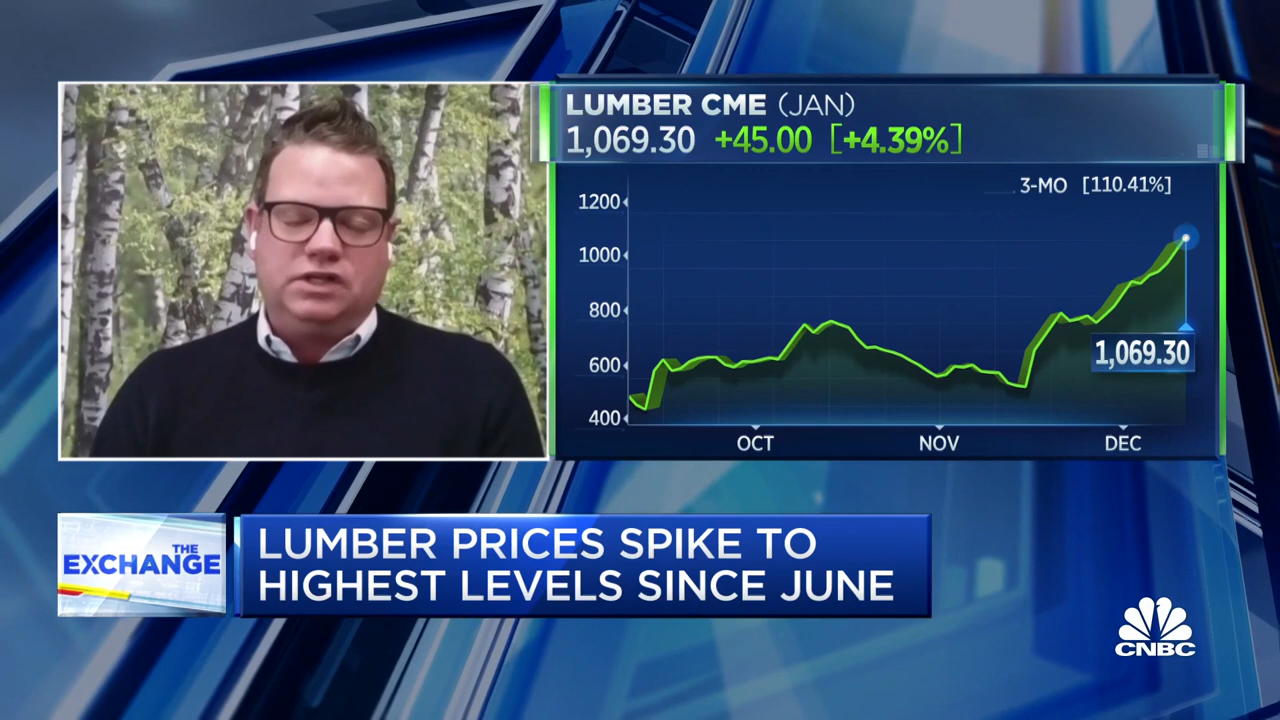 LUMBER CME (JAN)
1,069.30 +45.00 [+4.39%]
3-MO [110.41%]
1200
1000
800
600
400
1,069.30
OCT NOV DEC
THE
EXCHANGE
LUMBER PRICES SPIKE TO
HIGHEST LEVELS SINCE JUNE
CNBC